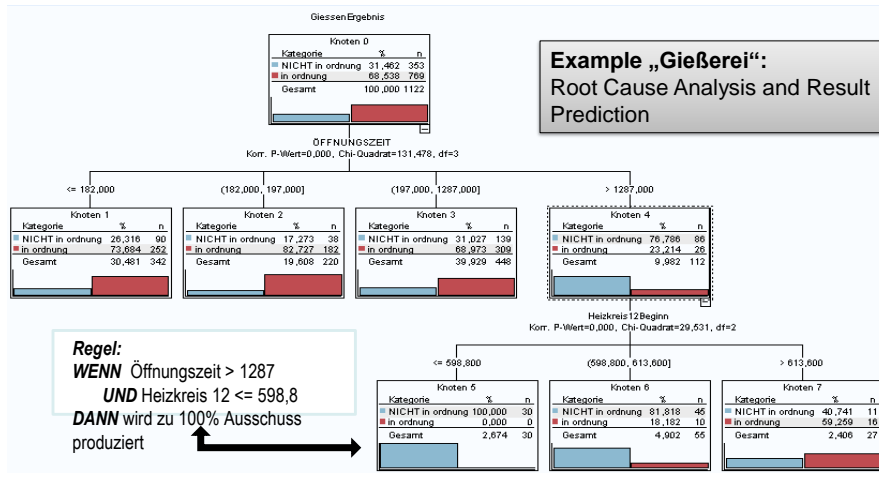 GiessenErgebnis
Knoten 0
Kategorie % n
NICHT in ordnung 31,462 353
in ordnung 68,538 769
Gesamt 100,000 1122
Example „Gießerei“:
Root Cause Analysis and Result
Prediction
ÖFFNUNGSZEIT
Korr. P-Wert=0,000, Chi-Quadrat=131,478, df=3
<= 182,000
(182,000, 197,000]
(197,000, 1287,000]
> 1287,000
Knoten 1
Kategorie % n
NICHT in ordnung 26,316 90
in ordnung 73,684 252
Gesamt 30,481 342
Knoten 2
Kategorie % n
NICHT in ordnung 17,273 38
in ordnung 82,727 182
Gesamt 19,608 220
Knoten 3
Kategorie % n
NICHT in ordnung 31,027 139
in ordnung 68,973 309
Gesamt 39,929 448
Knoten 4
Kategorie % n
NICHT in ordnung 76,786 86
in ordnung 23,214 26
Gesamt 9,982 112
Heizkreis12Beginn
Korr. P-Wert=0,000, Chi-Quadrat=29,531, df=2
<= 598,800
(598,800, 613,600]
> 613,600
Regel:
WENN Öffnungszeit > 1287
UND Heizkreis 12 <= 598,8
DANN wird zu 100% Ausschuss
produziert
Knoten 5
Kategorie % n
NICHT in ordnung 100,000 30
in ordnung 0,000 0
Gesamt 2,674 30
Knoten 6
Kategorie % n
NICHT in ordnung 81,818 45
in ordnung 18,182 10
Gesamt 4,902 55
Knoten 7
Kategorie % n
NICHT in ordnung 40,741 11
in ordnung 59,259 16
Gesamt 2,406 27